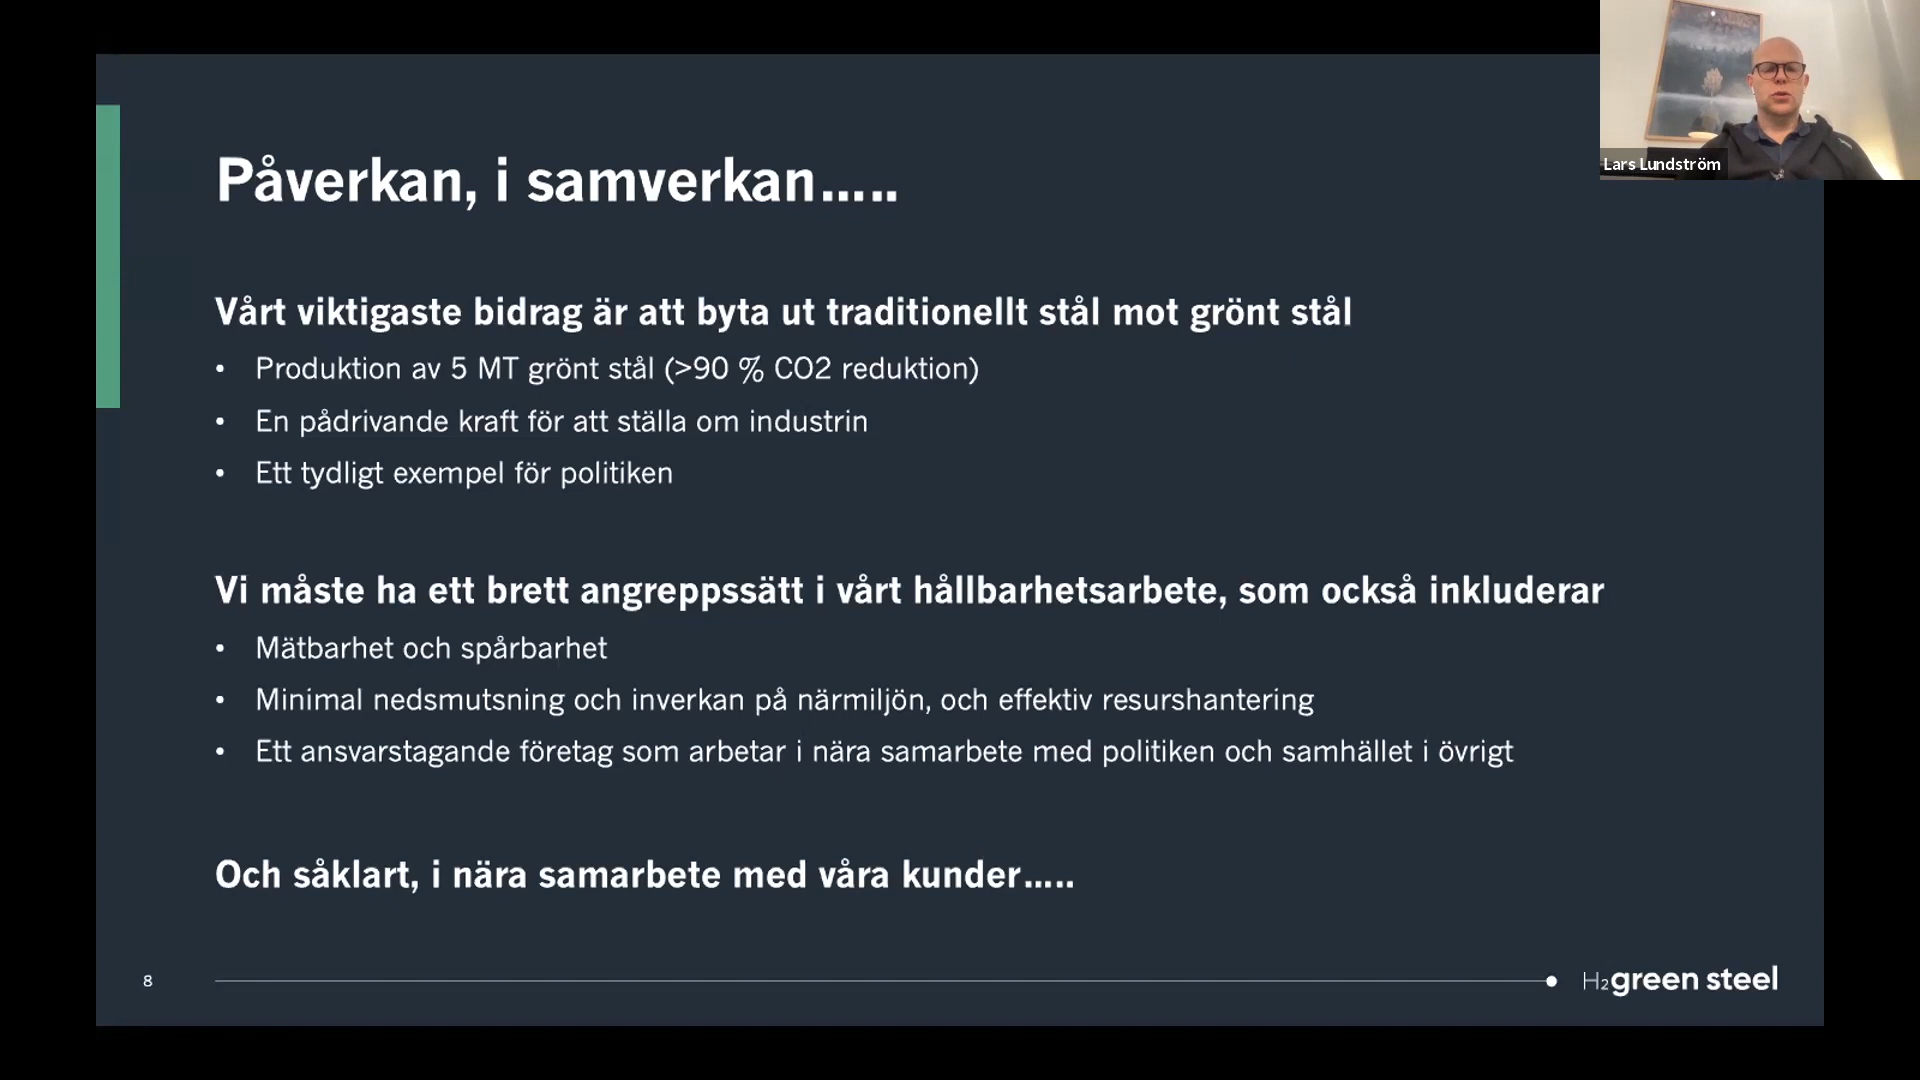 Lars Lundström
Påverkan, i samverkan.....
Vårt viktigaste bidrag är att byta ut traditionellt stål mot grönt stål
• Produktion av 5 MT grönt stål (>90 % CO2 reduktion)
• En pådrivande kraft för att ställa om industrin
• Ett tydligt exempel för politiken
Vi måste ha ett brett angreppssätt i vårt hållbarhetsarbete, som också inkluderar
• Mätbarhet och spårbarhet
• Minimal nedsmutsning och inverkan på närmiljön, och effektiv resurshantering
• Ett ansvarstagande företag som arbetar i nära samarbete med politiken och samhället i övrigt
Och såklart, i nära samarbete med våra kunder.....
8
H₂green steel